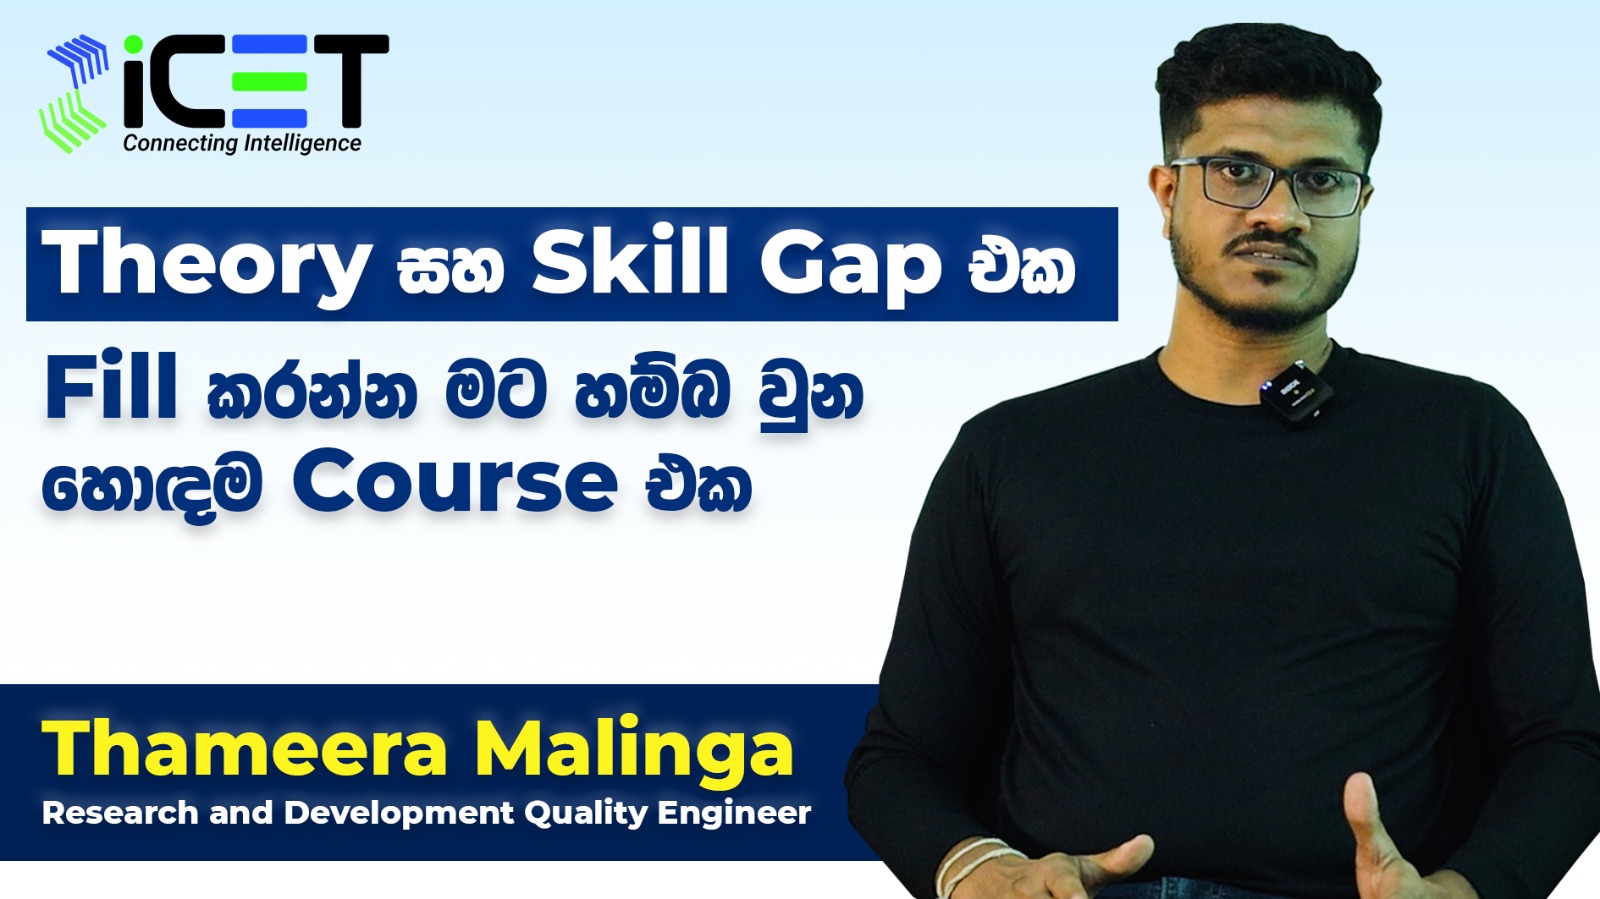 iCET
Connecting Intelligence
Theory සහ Skill Gap එක
Fill කරන්න මට හම්බ වුන
හොඳම Course එක
Thameera Malinga
Research and Development Quality Engineer